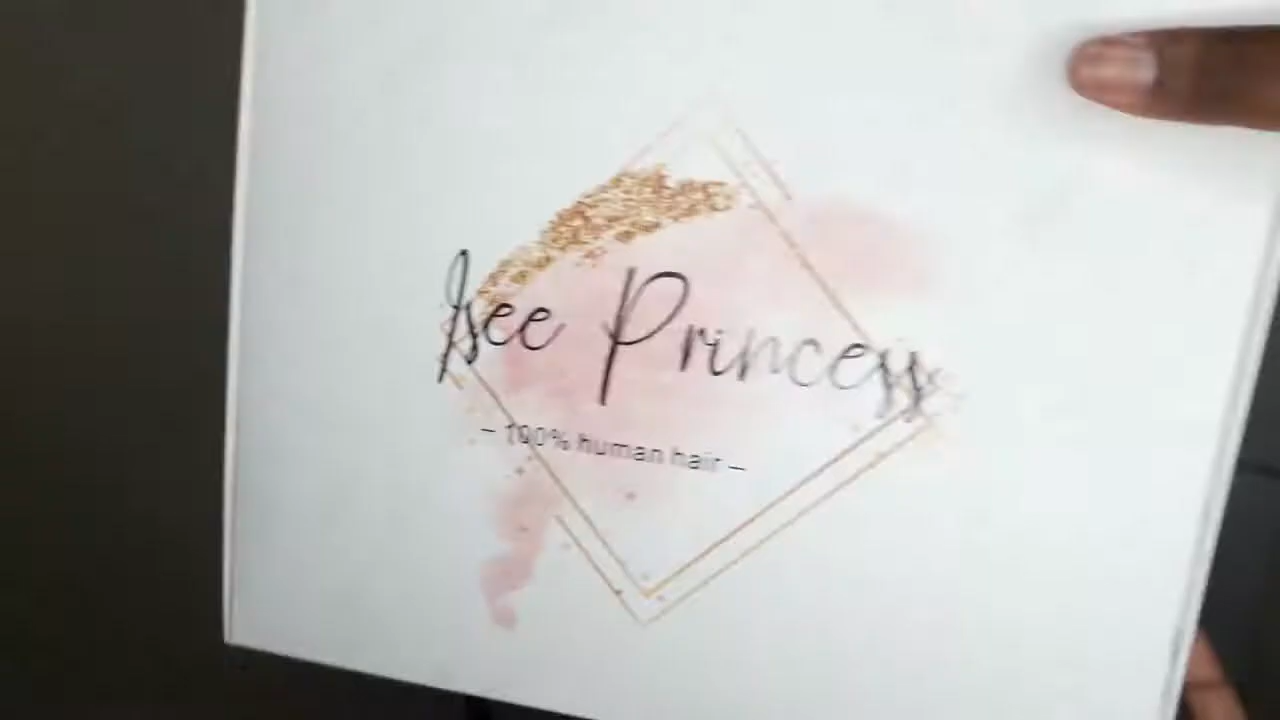 Isee Princess
– 100% human hair –